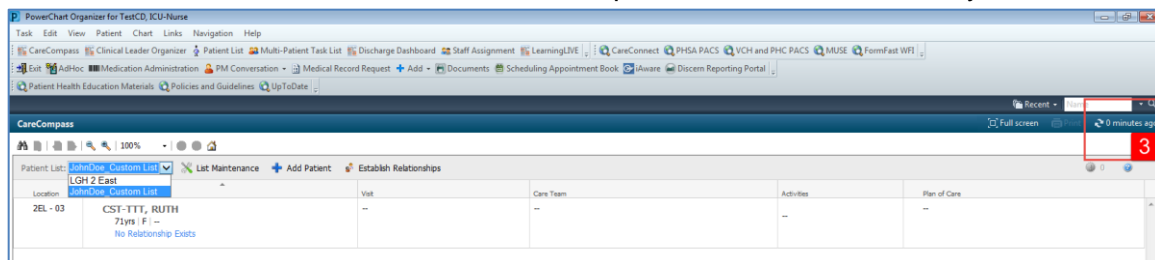 PowerChart Organizer for TestCD, ICU-Nurse
Task Edit View Patient Chart Links Navigation Help
CareCompass Clinical Leader Organizer Patient List Multi-Patient Task List Discharge Dashboard Staff Assignment LearningLIVE CareConnect PHSA PACS VCH and PHC PACS MUSE FormFast WFI
Exit AdHoc Medication Administration PM Conversation Medical Record Request Add Documents Scheduling Appointment Book iAware Discern Reporting Portal
Patient Health Education Materials Policies and Guidelines UpToDate
Recent Name
CareCompass Full screen Print 0 minutes ago
100% 3
Patient List: JohnDoe_Custom List List Maintenance Add Patient Establish Relationships 0
LGH 2 East
JohnDoe_Custom List
Location Visit Care Team Activities Plan of Care
2EL - 03 CST-TTT, RUTH -- -- -- --
71yrs | F | --
No Relationship Exists